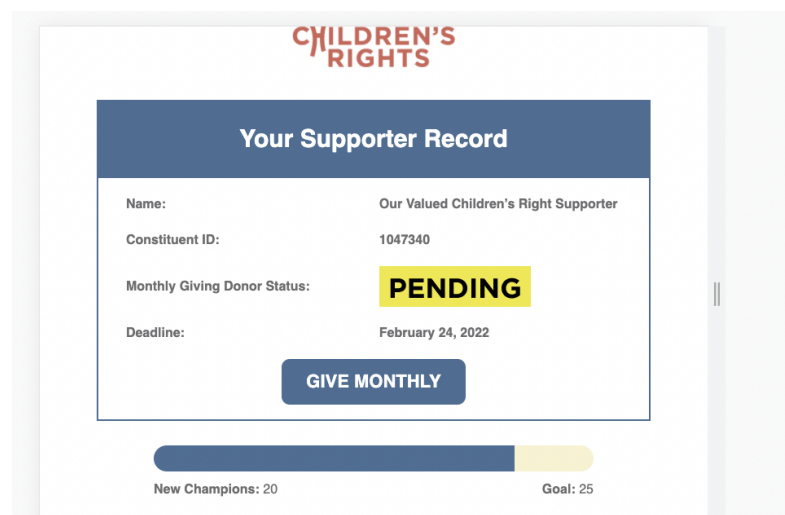 CHILDREN'S
RIGHTS
Your Supporter Record
Name: Our Valued Children's Right Supporter
Constituent ID: 1047340
Monthly Giving Donor Status: PENDING
Deadline: February 24, 2022
GIVE MONTHLY
New Champions: 20 Goal: 25